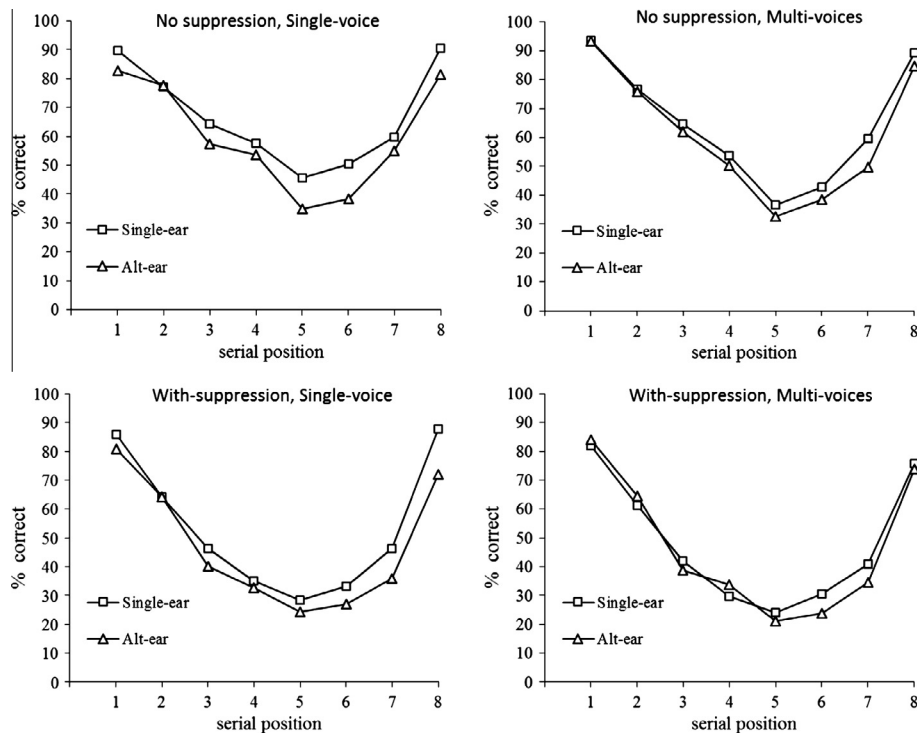 No suppression, Single-voice
100
90
80
70
60
50
40
30
20
10
0
% correct
Single-ear
Alt-ear
1 2 3 4 5 6 7 8
serial position
No suppression, Multi-voices
100
90
80
70
60
50
40
30
20
10
0
% correct
Single-ear
Alt-ear
1 2 3 4 5 6 7 8
serial position
With-suppression, Single-voice
100
90
80
70
60
50
40
30
20
10
0
% correct
Single-ear
Alt-ear
1 2 3 4 5 6 7 8
serial position
With-suppression, Multi-voices
100
90
80
70
60
50
40
30
20
10
0
% correct
Single-ear
Alt-ear
1 2 3 4 5 6 7 8
serial position